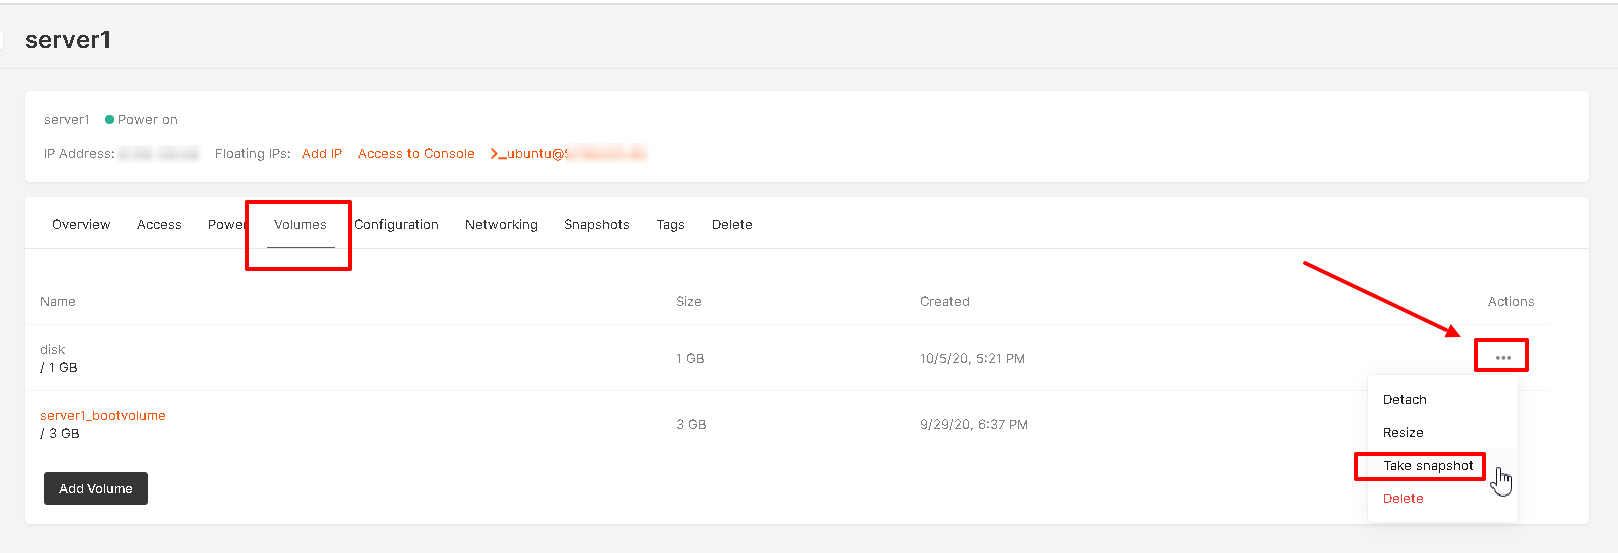 server1
server1 Power on
IP Address: Floating IPs: Add IP Access to Console >_ubuntu@
Overview Access Power Volumes Configuration Networking Snapshots Tags Delete
Name Size Created Actions
disk
/ 1 GB 1 GB 10/5/20, 5:21 PM •••
Detach
server1_bootvolume
/ 3 GB 3 GB 9/29/20, 6:37 PM
Resize
Take snapshot
Add Volume
Delete